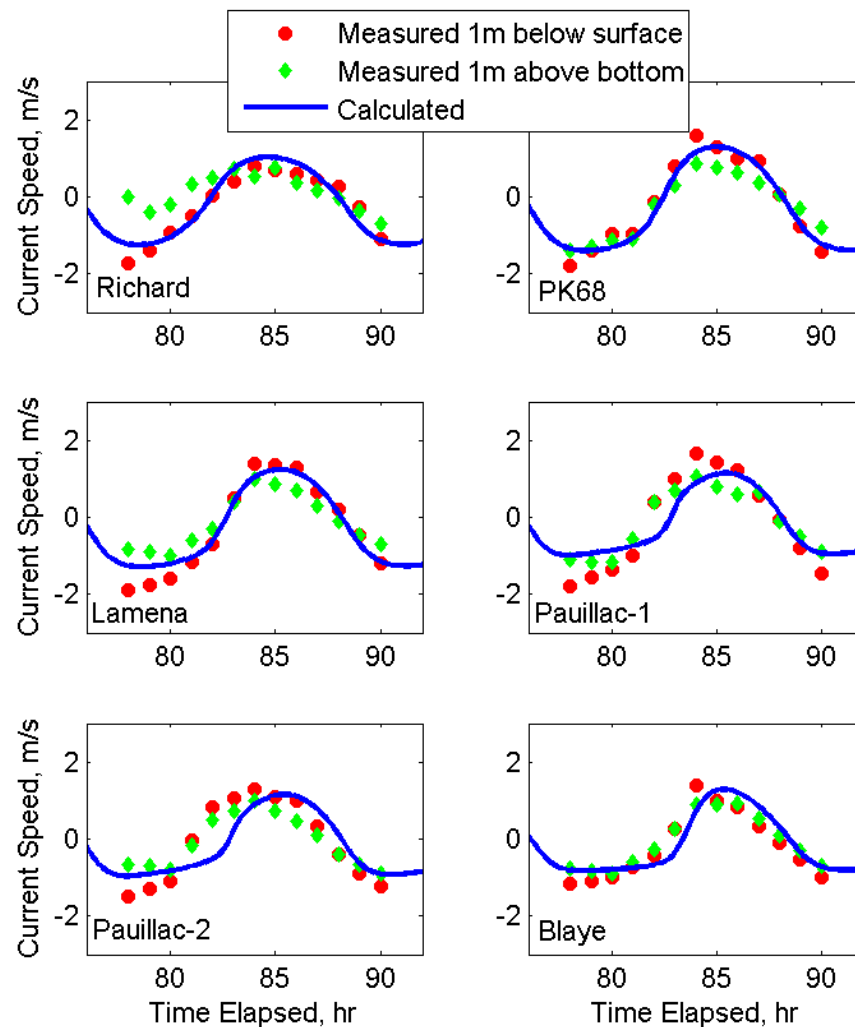 Measured 1m below surface
Measured 1m above bottom
Calculated
Current Speed, m/s
2
0
-2
Richard
80
85
90
2
0
-2
PK68
80
85
90
Current Speed, m/s
2
0
-2
Lamena
80
85
90
2
0
-2
Pauillac-1
80
85
90
Current Speed, m/s
2
0
-2
Pauillac-2
80
85
90
Time Elapsed, hr
2
0
-2
Blaye
80
85
90
Time Elapsed, hr